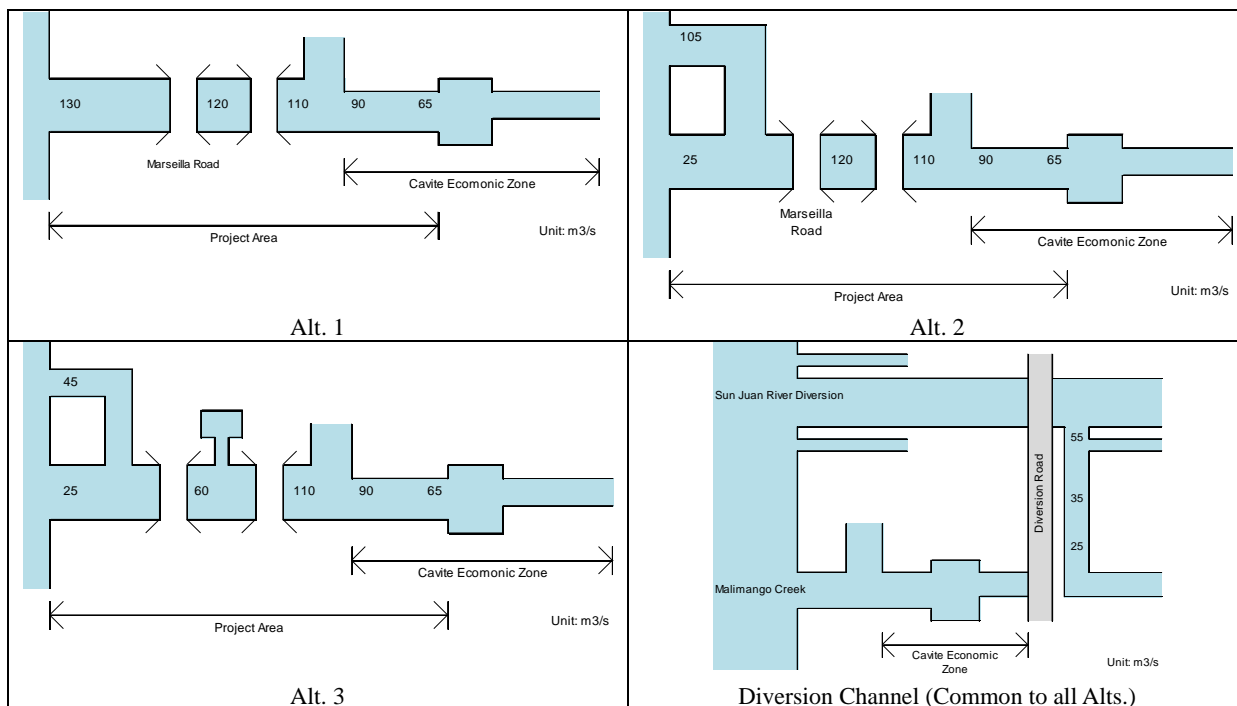 130
120
110
90
65
Marseilla Road
Cavite Ecomonic Zone
Project Area
Unit: m3/s
Alt. 1
105
25
120
110
90
65
Marseilla
Road
Cavite Ecomonic Zone
Project Area
Unit: m3/s
Alt. 2
45
25
60
110
90
65
Cavite Ecomonic Zone
Project Area
Unit: m3/s
Alt. 3
Sun Juan River Diversion
55
Diversion Road
35
25
Malimango Creek
Cavite Economic
Zone
Unit: m3/s
Diversion Channel (Common to all Alts.)